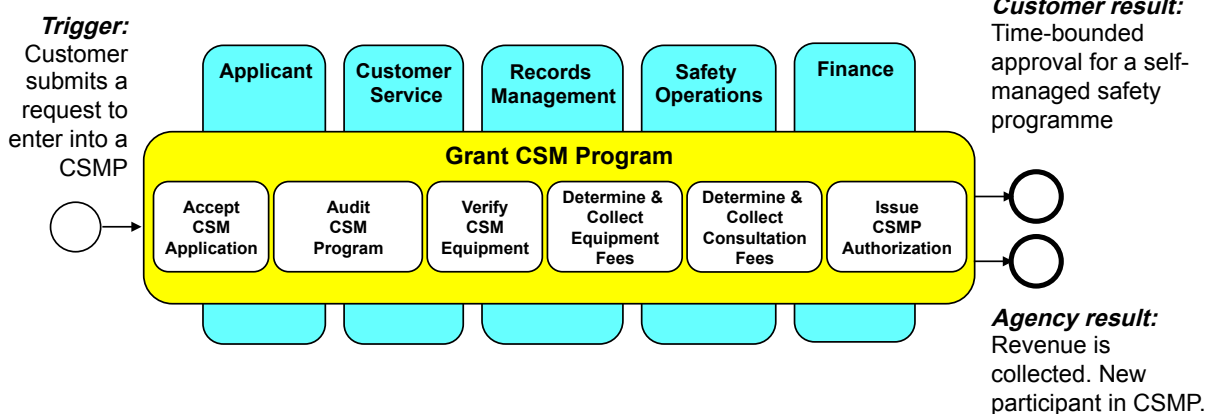 Trigger:
Customer
submits a
request to
enter into a
CSMP
Applicant
Customer
Service
Records
Management
Safety
Operations
Finance
Grant CSM Program
Accept
CSM
Application
Audit
CSM
Program
Verify
CSM
Equipment
Determine &
Collect
Equipment
Fees
Determine &
Collect
Consultation
Fees
Issue
CSMP
Authorization
Customer result:
Time-bounded
approval for a self-
managed safety
programme
Agency result:
Revenue is
collected. New
participant in CSMP.